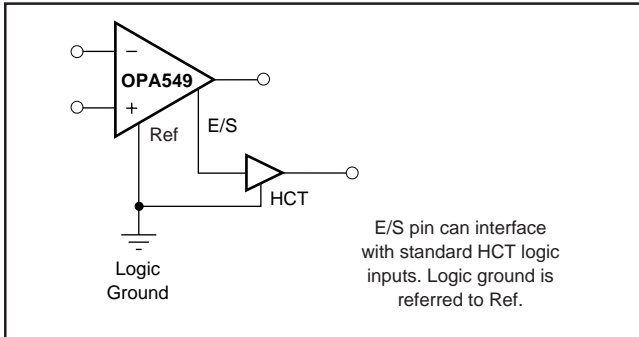 −
OPA549
+
Ref
E/S
HCT
Logic
Ground
E/S pin can interface
with standard HCT logic
inputs. Logic ground is
referred to Ref.